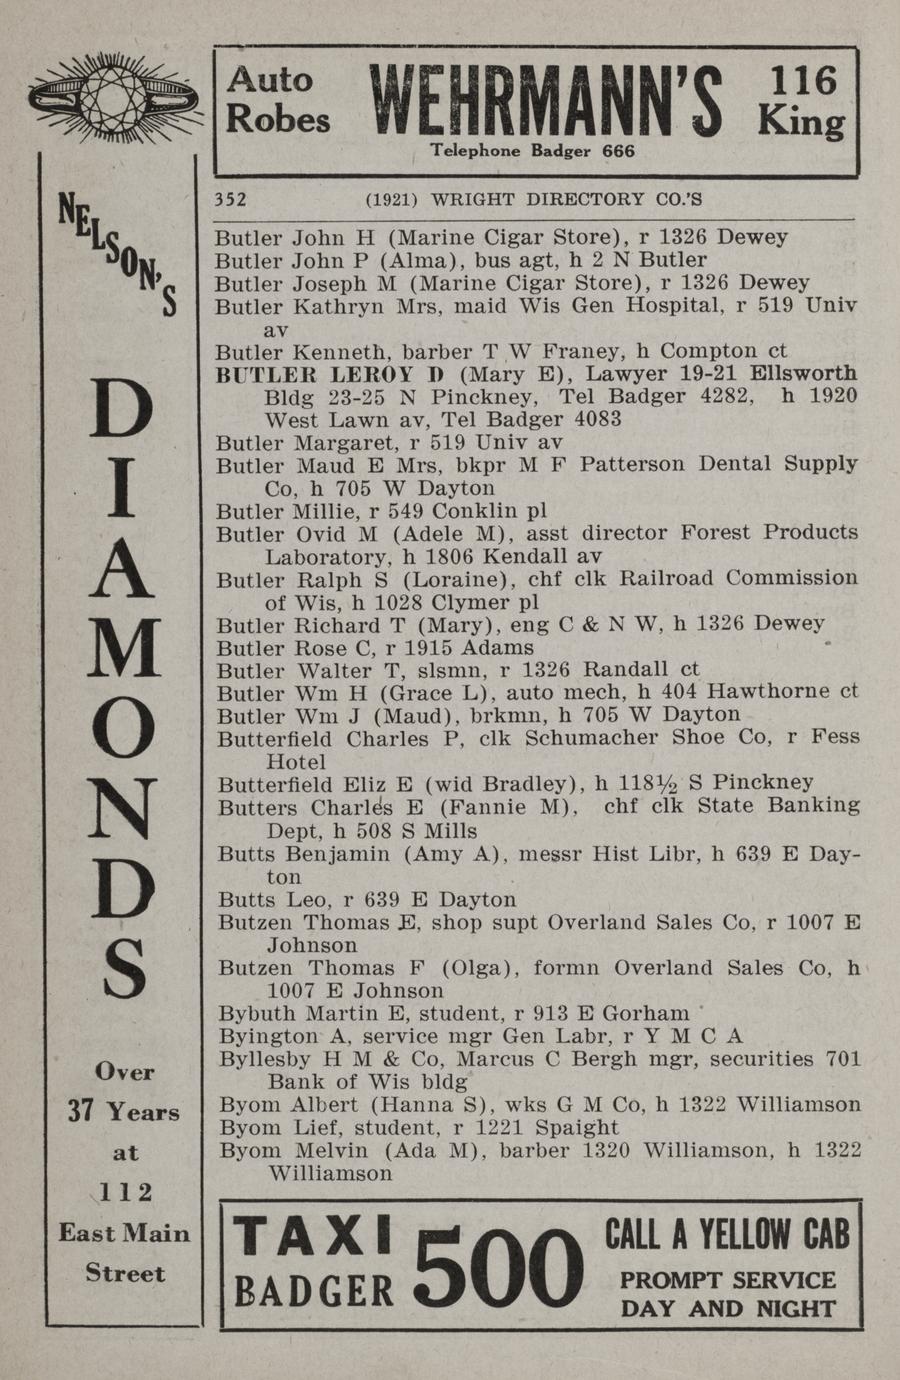 Auto
Robes
WEHRMANN'S
Telephone Badger 666
116
King
NELSON'S
DIAMONDS
Over
37 Years
at
112
East Main
Street
352 (1921) WRIGHT DIRECTORY CO.'S
Butler John H (Marine Cigar Store), r 1326 Dewey
Butler John P (Alma), bus agt, h 2 N Butler
Butler Joseph M (Marine Cigar Store), r 1326 Dewey
Butler Kathryn Mrs, maid Wis Gen Hospital, r 519 Univ
av
Butler Kenneth, barber T W Franey, h Compton ct
BUTLER LEROY D (Mary E), Lawyer 19-21 Ellsworth
Bldg 23-25 N Pinckney, Tel Badger 4282, h 1920
West Lawn av, Tel Badger 4083
Butler Margaret, r 519 Univ av
Butler Maud E Mrs, bkpr M F Patterson Dental Supply
Co, h 705 W Dayton
Butler Millie, r 549 Conklin pl
Butler Ovid M (Adele M), asst director Forest Products
Laboratory, h 1806 Kendall av
Butler Ralph S (Loraine), chf clk Railroad Commission
of Wis, h 1028 Clymer pl
Butler Richard T (Mary), eng C & N W, h 1326 Dewey
Butler Rose C, r 1915 Adams
Butler Walter T, slsmn, r 1326 Randall ct
Butler Wm H (Grace L), auto mech, h 404 Hawthorne ct
Butler Wm J (Maud), brkmn, h 705 W Dayton
Butterfield Charles P, clk Schumacher Shoe Co, r Fess
Hotel
Butterfield Eliz E (wid Bradley), h 118½ S Pinckney
Butters Charles E (Fannie M), chf clk State Banking
Dept, h 508 S Mills
Butts Benjamin (Amy A), messr Hist Libr, h 639 E Day-
ton
Butts Leo, r 639 E Dayton
Butzen Thomas E, shop supt Overland Sales Co, r 1007 E
Johnson
Butzen Thomas F (Olga), formn Overland Sales Co, h
1007 E Johnson
Bybuth Martin E, student, r 913 E Gorham
Byington A, service mgr Gen Labr, r Y M C A
Byllesby H M & Co, Marcus C Bergh mgr, securities 701
Bank of Wis bldg
Byom Albert (Hanna S), wks G M Co, h 1322 Williamson
Byom Lief, student, r 1221 Spaight
Byom Melvin (Ada M), barber 1320 Williamson, h 1322
Williamson
TAXI
BADGER
500
CALL A YELLOW CAB
PROMPT SERVICE
DAY AND NIGHT